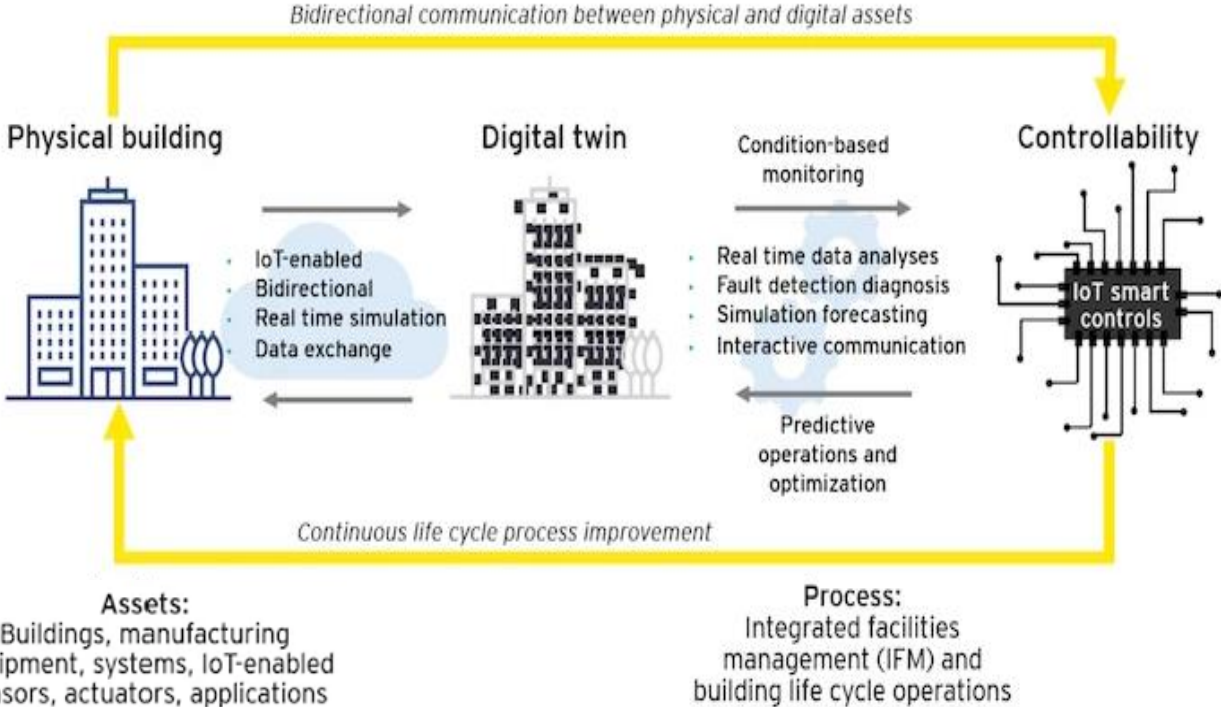 Bidirectional communication between physical and digital assets
Physical building
Digital twin
Condition-based
monitoring
Controllability
IoT-enabled
Bidirectional
Real time simulation
Data exchange
Real time data analyses
Fault detection diagnosis
Simulation forecasting
Interactive communication
IoT smart
controls
Predictive
operations and
optimization
Continuous life cycle process improvement
Assets:
Buildings, manufacturing
systems, IoT-enabled
actuators, applications
Process:
Integrated facilities
management (IFM) and
building life cycle operations